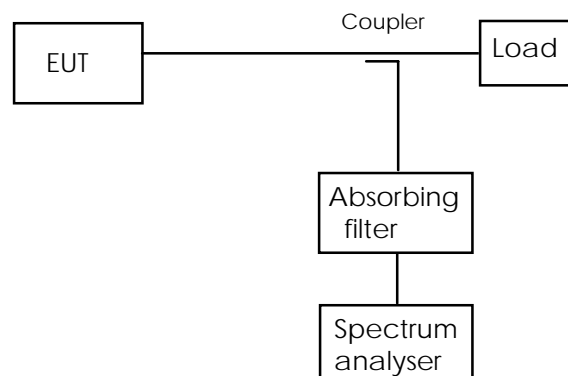 Coupler
EUT
Load
Absorbing
filter
Spectrum
analyser